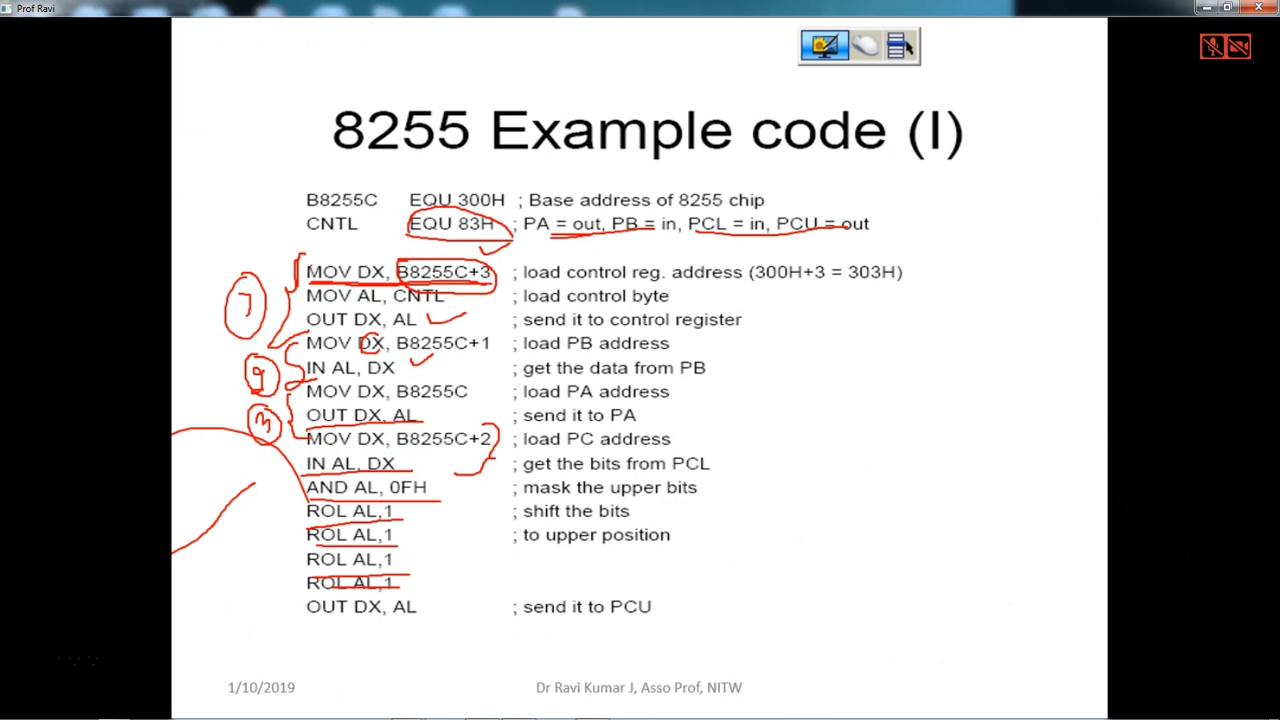 Prof Ravi
8255 Example code (I)
B8255C EQU 300H ; Base address of 8255 chip
CNTL EQU 83H ; PA = out, PB = in, PCL = in, PCU = out
MOV DX, B8255C+3 ; load control reg. address (300H+3 = 303H)
MOV AL, CNTL ; load control byte
OUT DX, AL ; send it to control register
MOV DX, B8255C+1 ; load PB address
IN AL, DX ; get the data from PB
MOV DX, B8255C ; load PA address
OUT DX, AL ; send it to PA
MOV DX, B8255C+2 ; load PC address
IN AL, DX ; get the bits from PCL
AND AL, 0FH ; mask the upper bits
ROL AL,1 ; shift the bits
ROL AL,1 ; to upper position
ROL AL,1
ROL AL,1
OUT DX, AL ; send it to PCU
1/10/2019 Dr Ravi Kumar J, Asso Prof, NITW